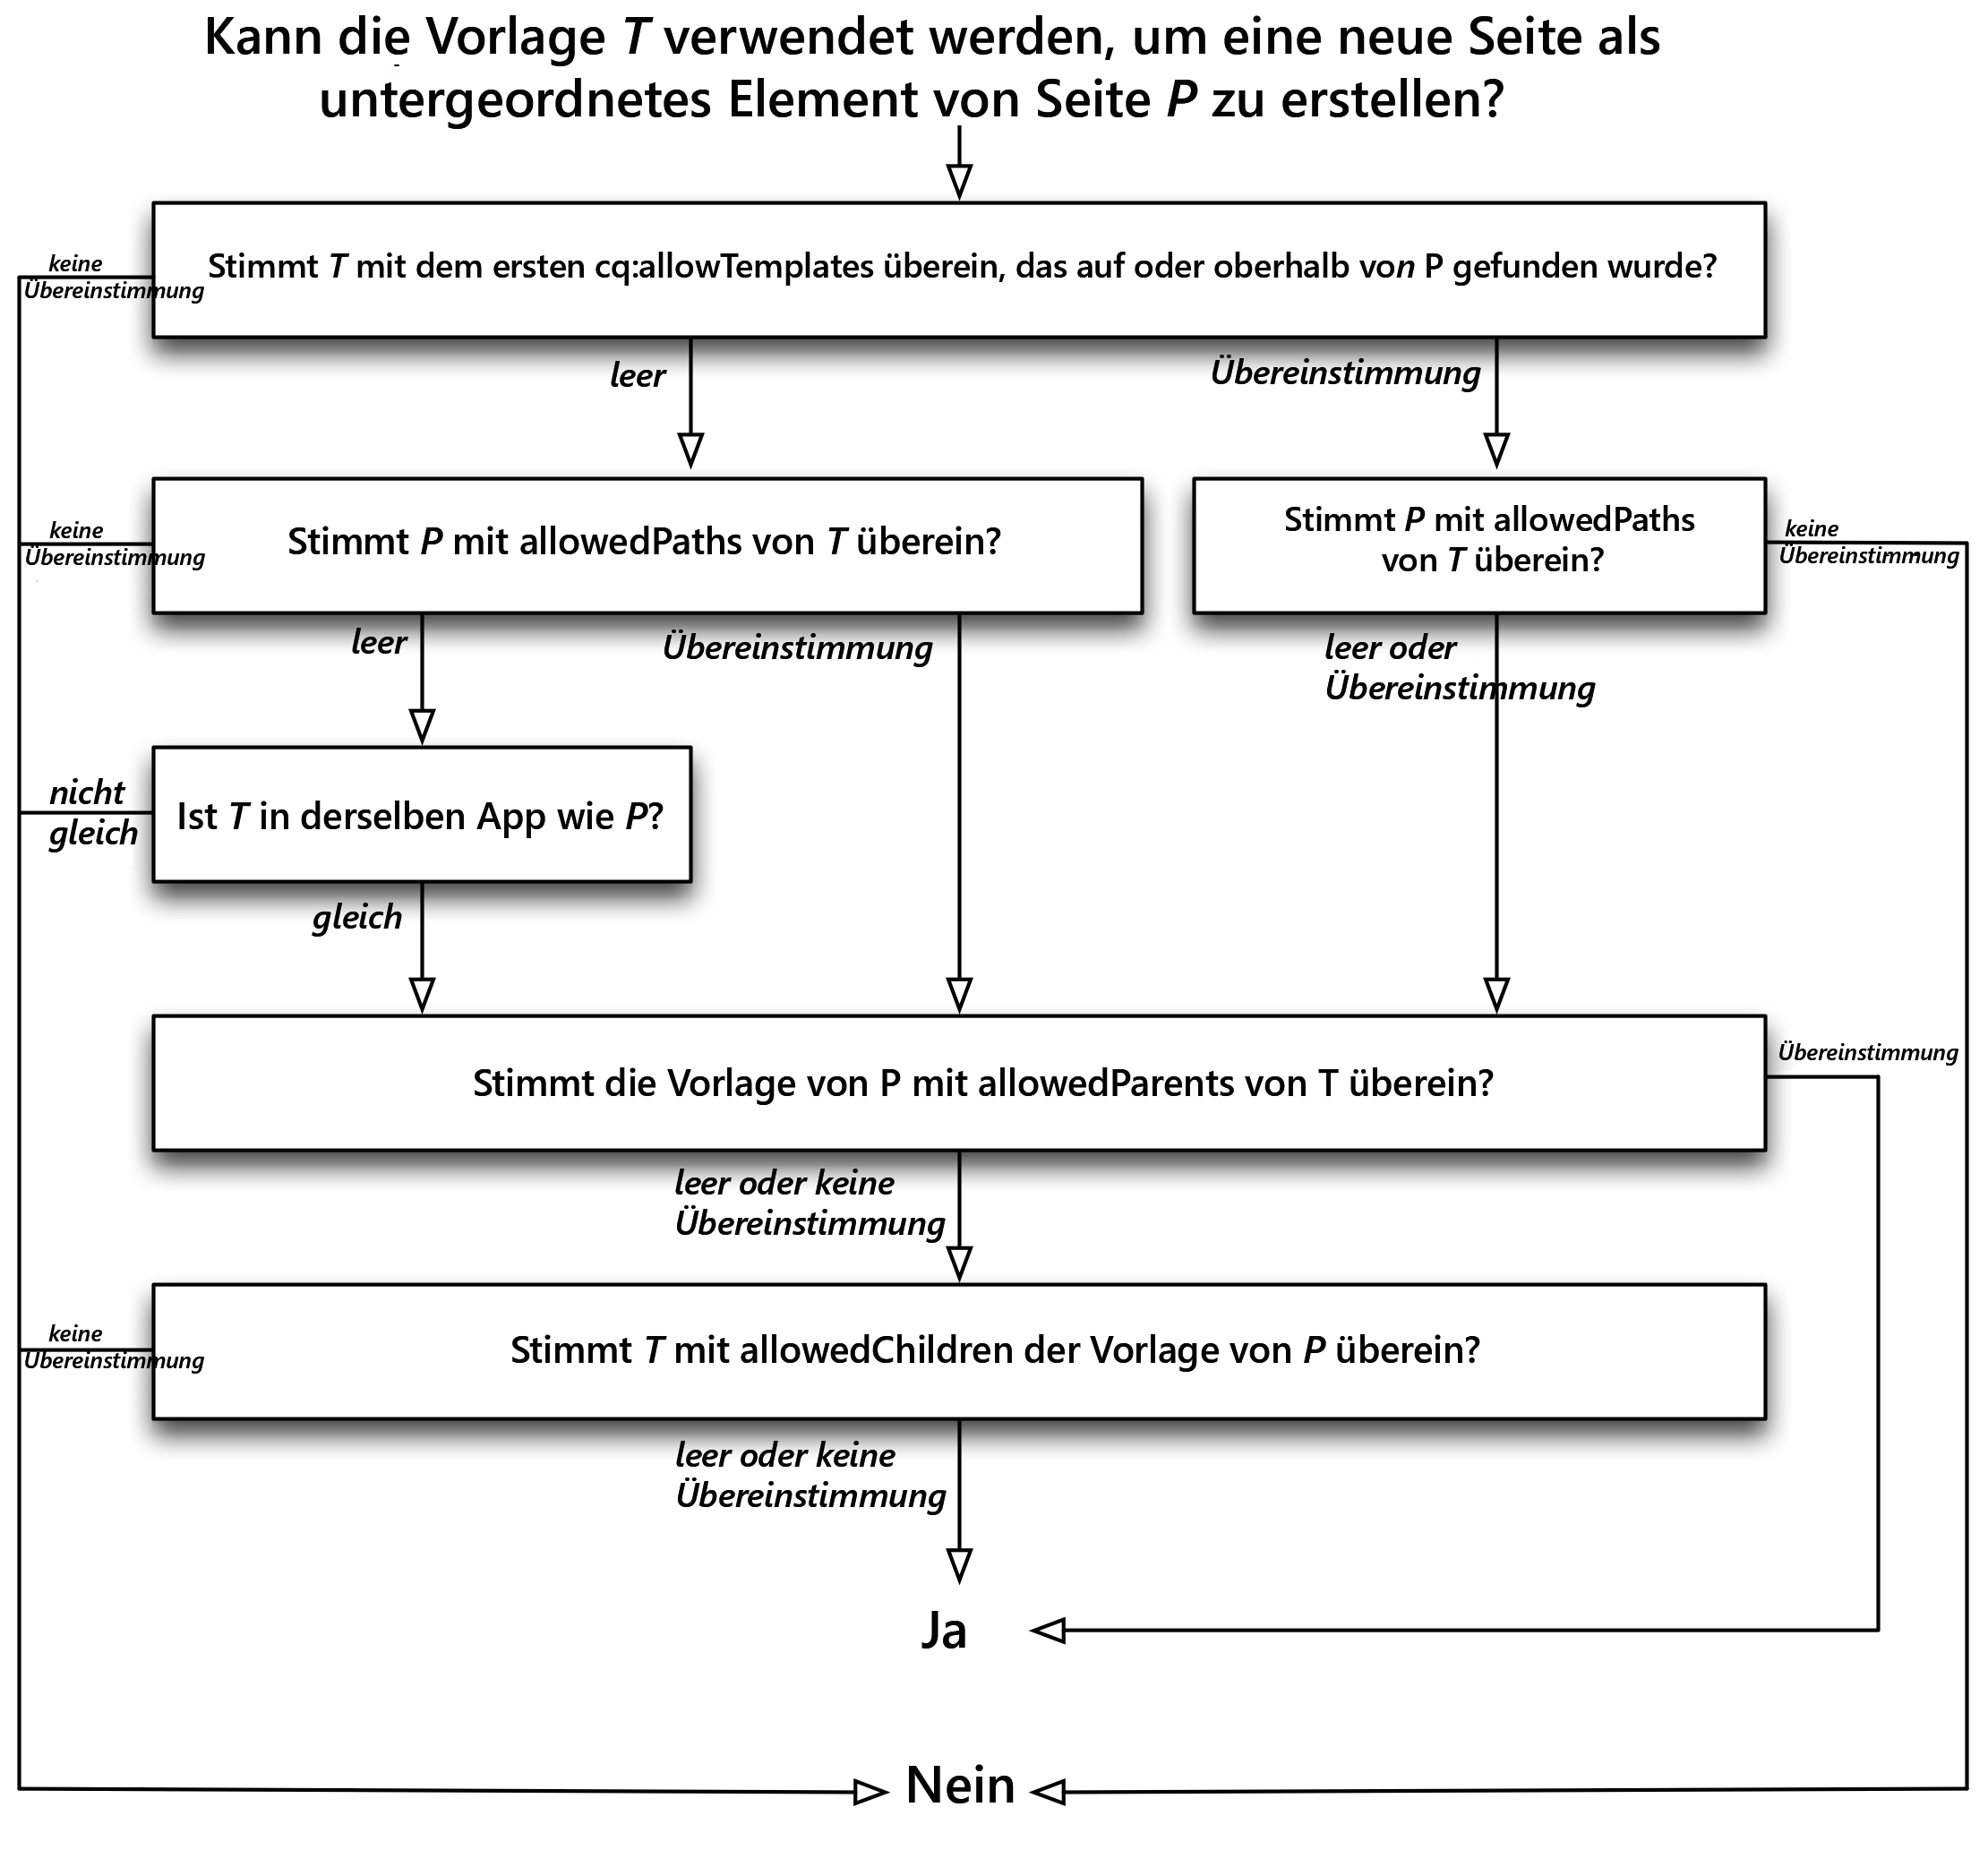 Kann die Vorlage T verwendet werden, um eine neue Seite als
untergeordnetes Element von Seite P zu erstellen?
keine
Übereinstimmung
Stimmt T mit dem ersten cq:allowTemplates überein, das auf oder oberhalb von P gefunden wurde?
leer
Übereinstimmung
keine
Übereinstimmung
Stimmt P mit allowedPaths von T überein?
Stimmt P mit allowedPaths
von T überein?
keine
Übereinstimmung
leer
Übereinstimmung
leer oder
Übereinstimmung
nicht
gleich
Ist T in derselben App wie P?
gleich
Stimmt die Vorlage von P mit allowedParents von T überein?
Übereinstimmung
leer oder keine
Übereinstimmung
keine
Übereinstimmung
Stimmt T mit allowedChildren der Vorlage von P überein?
leer oder keine
Übereinstimmung
Ja
Nein